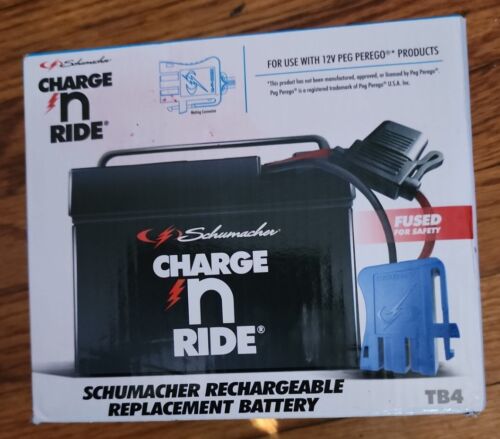 Schumacher
CHARGE
'n
RIDE®
Mating Connector
FOR USE WITH 12V PEG PEREGO®* PRODUCTS
*This product has not been manufactured, approved, or licensed by Peg Perego®.
Peg Perego® is a registered trademark of Peg Perego® U.S.A. Inc.
Schumacher®
CHARGE
'n
RIDE®
FUSED
FOR SAFETY
SCHUMACHER RECHARGEABLE
REPLACEMENT BATTERY
TB4